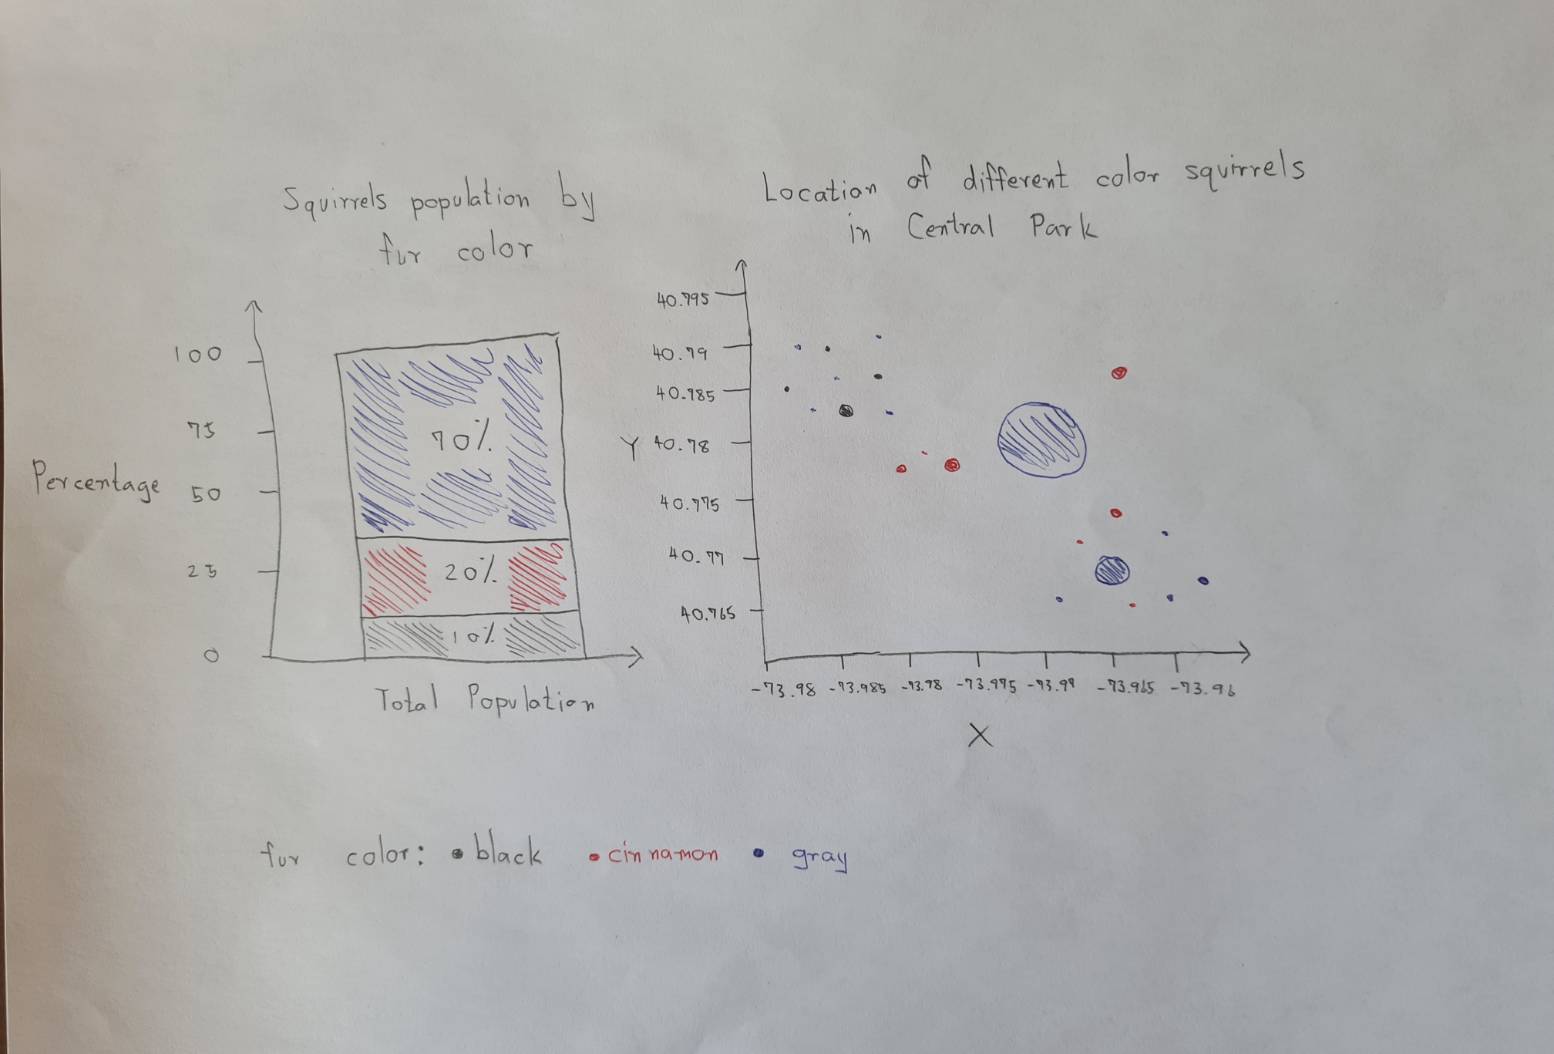 Squirrels population by
fur color
100
75
Percentage
50
25
0
70%
20%
10%
Total Population
Location of different color squirrels
in Central Park
40.795
40.79
40.785
Y
40.78
40.775
40.77
40.765
-73.98 -73.985 -73.78 -73.975 -73.97 -73.965 -73.96
X
fur color: black cinnamon gray